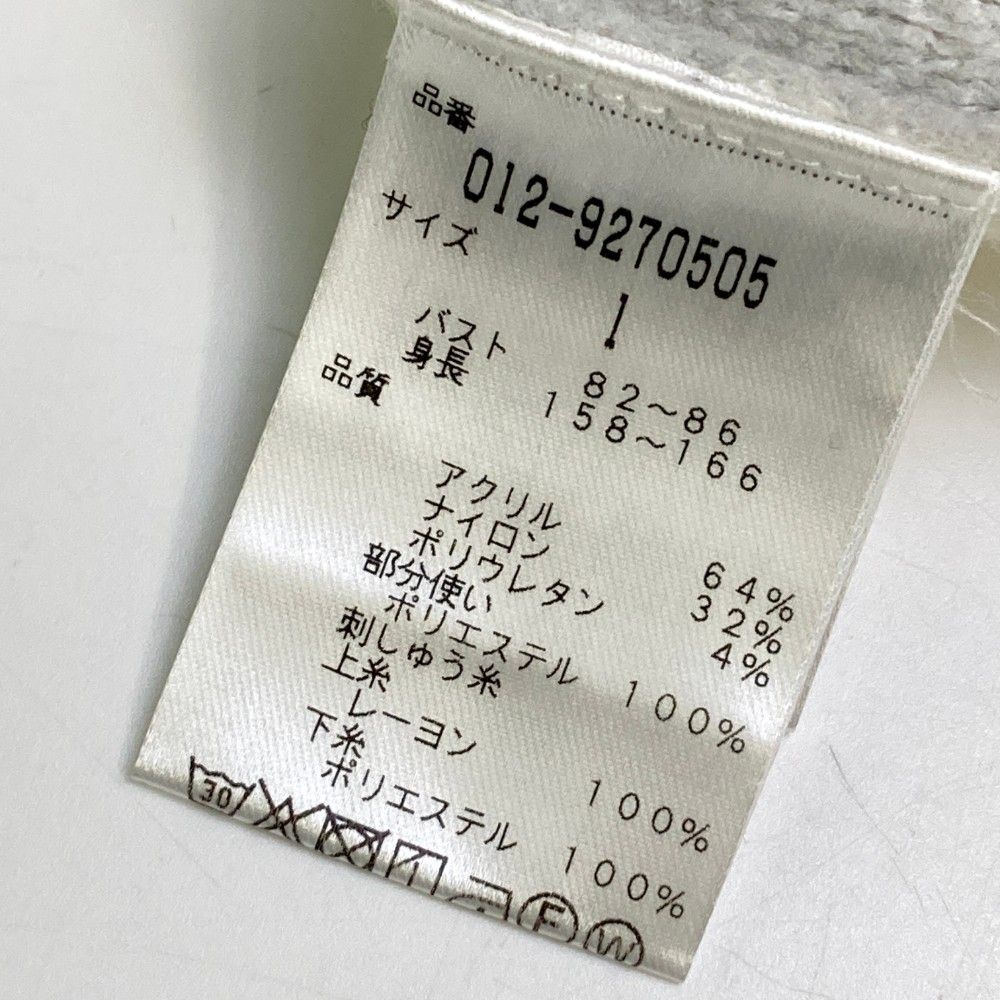 品番
012-9270505
サイズ
1
バスト 82~86
身長 158~166
品質
アクリル 64%
ナイロン 32%
ポリウレタン 4%
部分使い
ポリエステル 100%
刺しゅう糸
上糸
レーヨン 100%
下糸
ポリエステル 100%
30
F
W